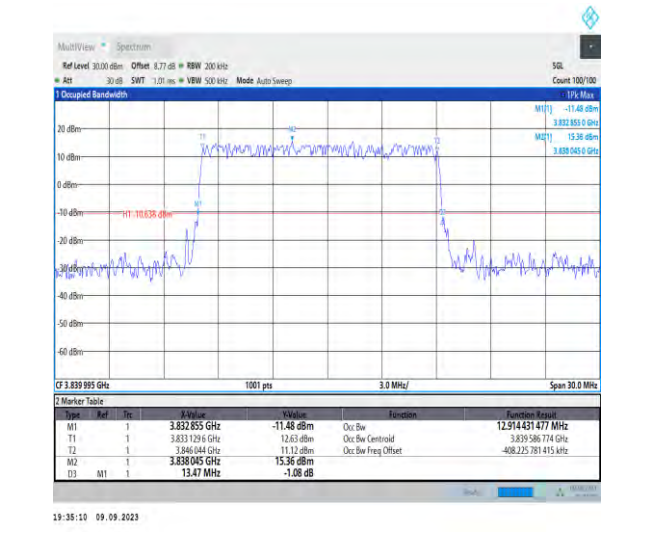 MultiView Spectrum
Ref Level 30.00 dBm Offset 8.77 dB RBW 200 kHz SGL
Att 30 dB SWT 1.01 ms VBW 500 kHz Mode Auto Sweep Count 100/100
1 Occupied Bandwidth 1Pk Max
M1[1] -11.48 dBm
3.832 855 0 GHz
20 dBm T1 M2 T2 M2[1] 15.36 dBm
3.838 045 0 GHz
10 dBm
0 dBm
M1
-10 dBm H1 -10.638 dBm
-20 dBm
-30 dBm
-40 dBm
-50 dBm
-60 dBm
CF 3.839 995 GHz 1001 pts 3.0 MHz/ Span 30.0 MHz
2 Marker Table
Type Ref Trc X-Value Y-Value Function Function Result
M1 1 3.832 855 GHz -11.48 dBm Occ Bw 12.914 431 477 MHz
T1 1 3.833 129 6 GHz 12.63 dBm Occ Bw Centroid 3.839 586 774 GHz
T2 1 3.846 044 GHz 11.12 dBm Occ Bw Freq Offset -408.225 781 415 kHz
M2 1 3.838 045 GHz 15.36 dBm
D3 M1 1 13.47 MHz -1.08 dB
19:35:10 09.09.2023